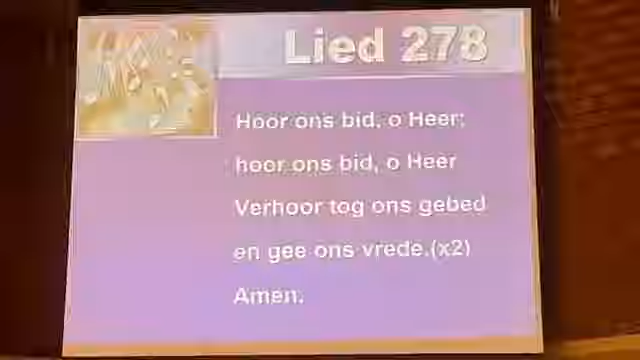 Lied 278
Hoor ons bid, o Heer;
hoor ons bid, o Heer
Verhoor tog ons gebed
en gee ons vrede.(x2)
Amen.